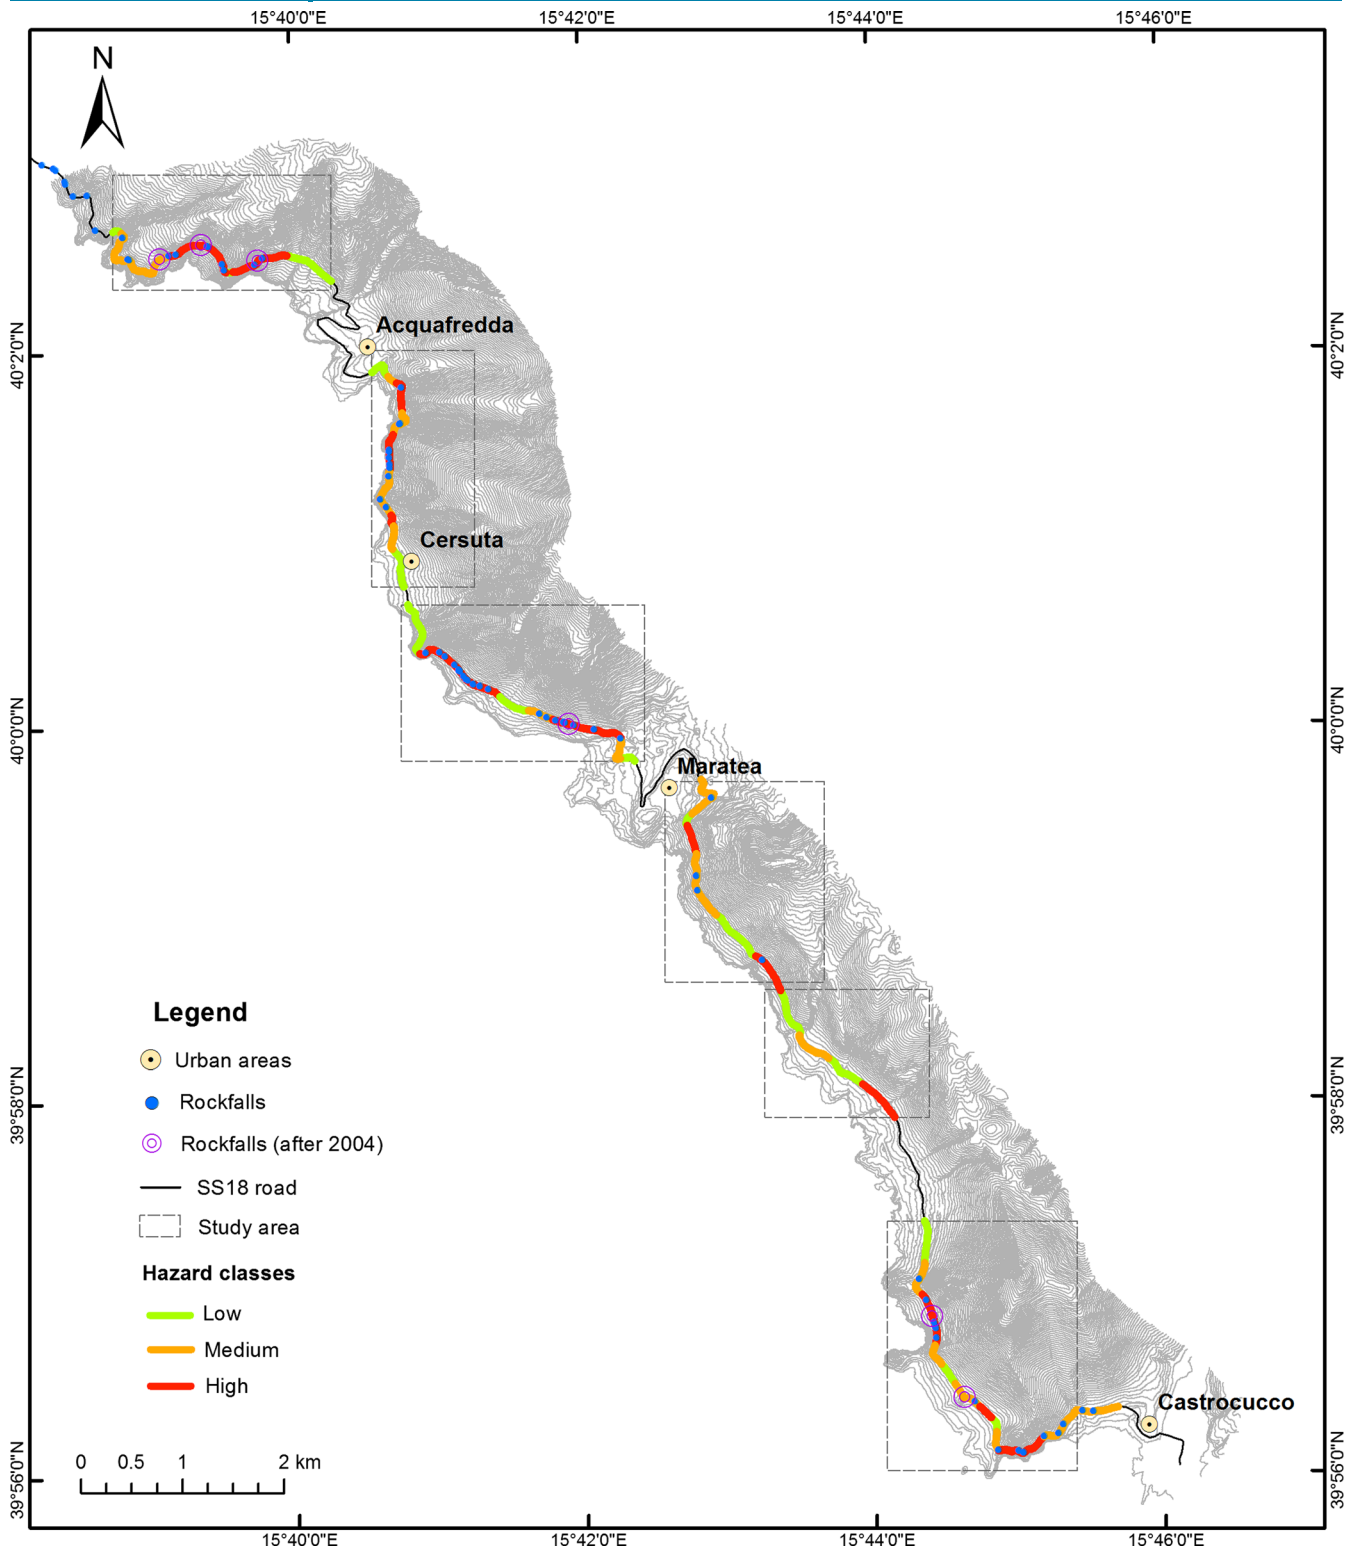 15°40'0"E
15°42'0"E
15°44'0"E
15°46'0"E
N
Acquafredda
40°2'0"N
40°2'0"N
Cersuta
40°0'0"N
40°0'0"N
Maratea
Legend
Urban areas
Rockfalls
Rockfalls (after 2004)
SS18 road
Study area
Hazard classes
Low
Medium
High
39°58'0"N
39°58'0"N
Castrocucco
0 0.5 1 2 km
39°56'0"N
39°56'0"N
15°40'0"E
15°42'0"E
15°44'0"E
15°46'0"E